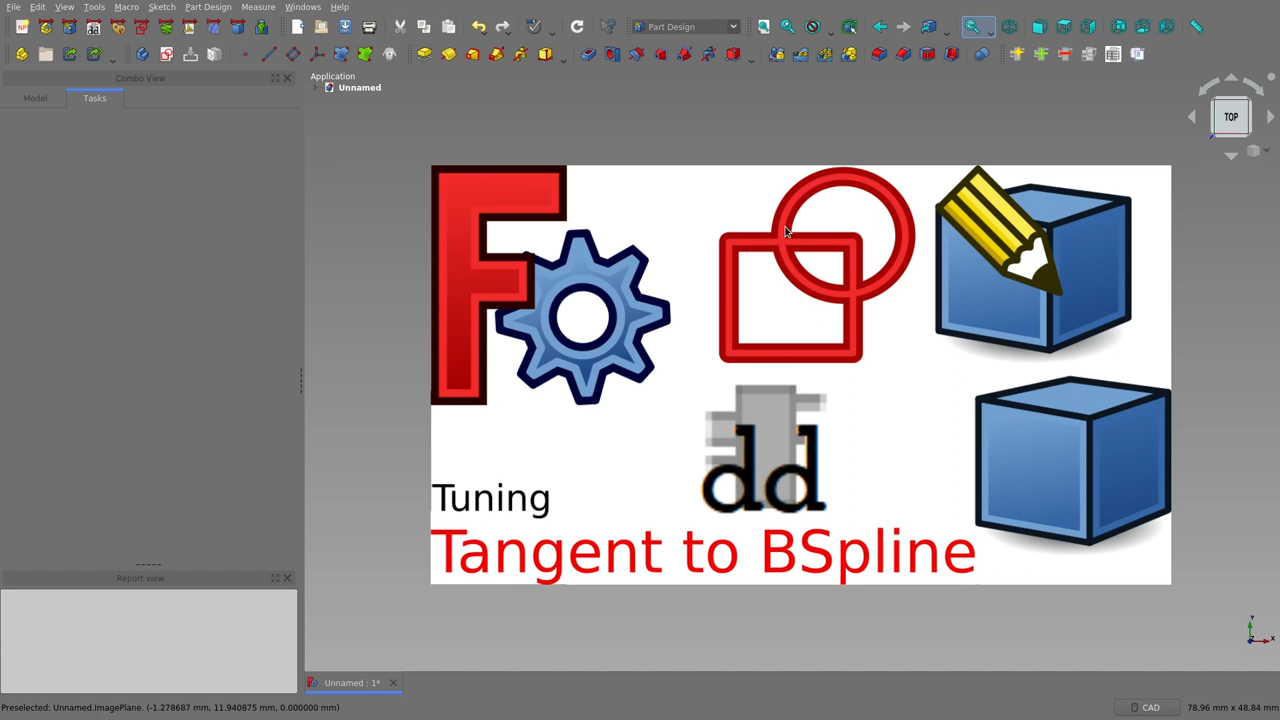 File Edit View Tools Macro Sketch Part Design Measure Windows Help
Part Design
Combo View
Model Tasks
Application
Unnamed
TOP
F
dd
Tuning
Tangent to BSpline
Report view
Y
X
Unnamed : 1*
Preselected: Unnamed.ImagePlane. (-1.278687 mm, 11.940875 mm, 0.000000 mm)
CAD
78,96 mm x 48,84 mm